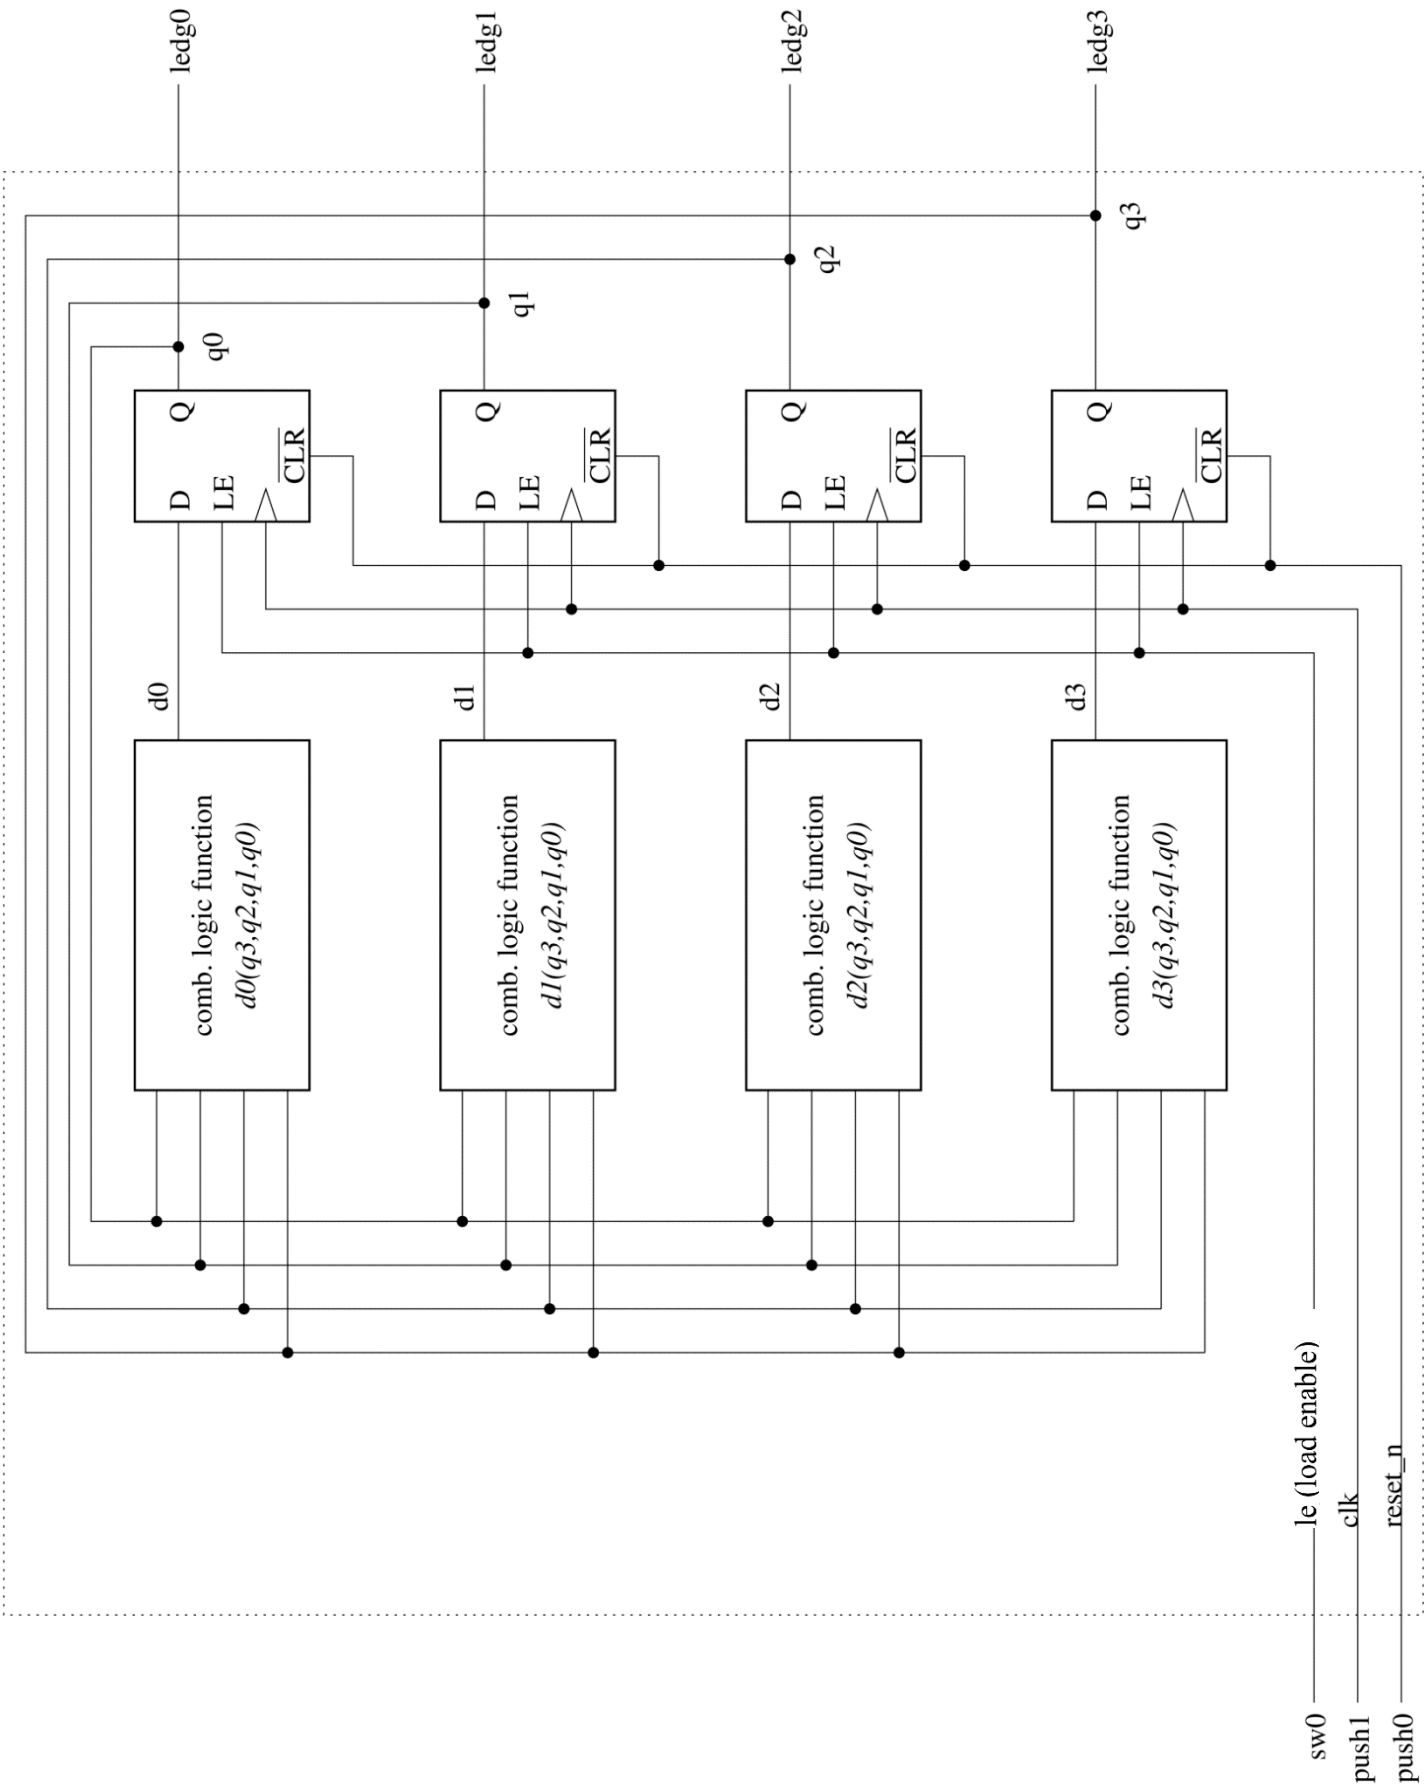 ledg0
ledg1
ledg2
ledg3
q3
q2
q1
q0
Q
D
LE
CLR
Q
D
LE
CLR
Q
D
LE
CLR
Q
D
LE
CLR
d0
d1
d2
d3
comb. logic function
d0(q3,q2,q1,q0)
comb. logic function
d1(q3,q2,q1,q0)
comb. logic function
d2(q3,q2,q1,q0)
comb. logic function
d3(q3,q2,q1,q0)
le (load enable)
clk
reset_n
sw0
push1
push0